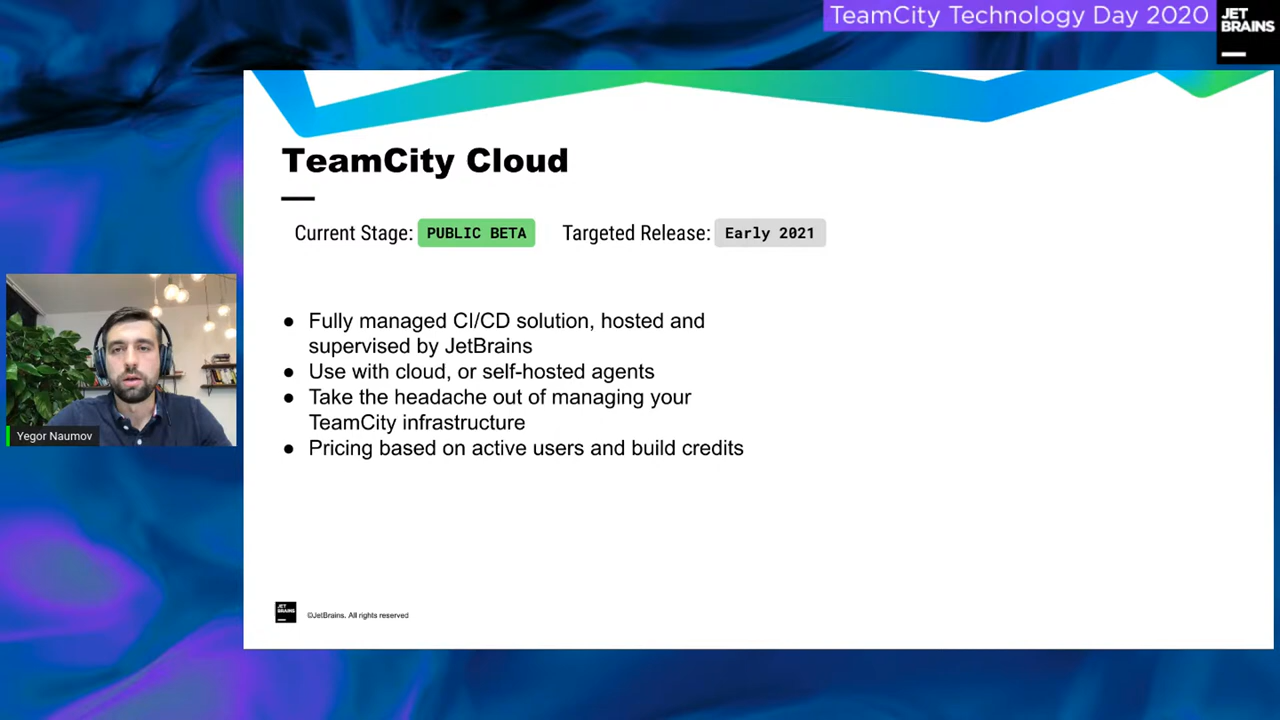 TeamCity Technology Day 2020
JET
BRAINS
TeamCity Cloud
Current Stage: PUBLIC BETA Targeted Release: Early 2021
● Fully managed CI/CD solution, hosted and
supervised by JetBrains
● Use with cloud, or self-hosted agents
● Take the headache out of managing your
TeamCity infrastructure
● Pricing based on active users and build credits
Yegor Naumov
JET
BRAINS
©JetBrains. All rights reserved